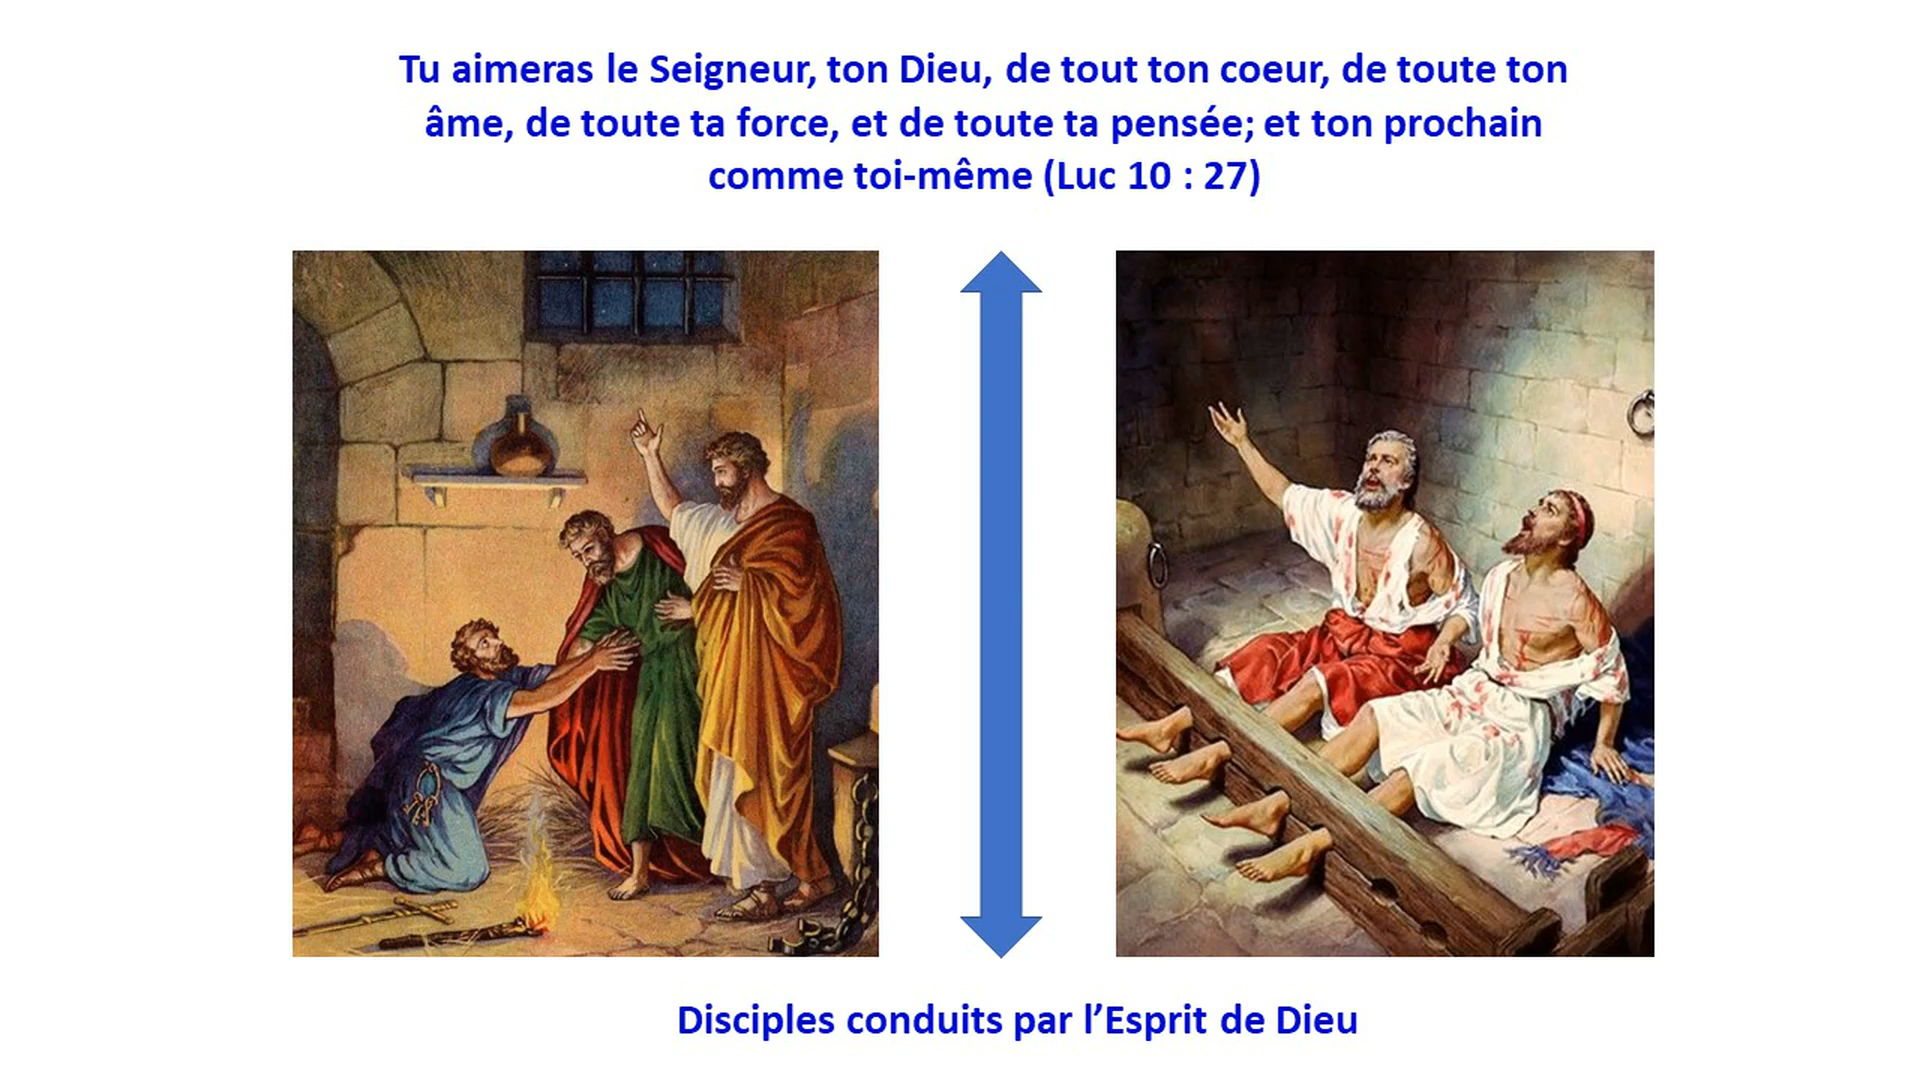 Tu aimeras le Seigneur, ton Dieu, de tout ton coeur, de toute ton
âme, de toute ta force, et de toute ta pensée; et ton prochain
comme toi-même (Luc 10 : 27)
Disciples conduits par l’Esprit de Dieu